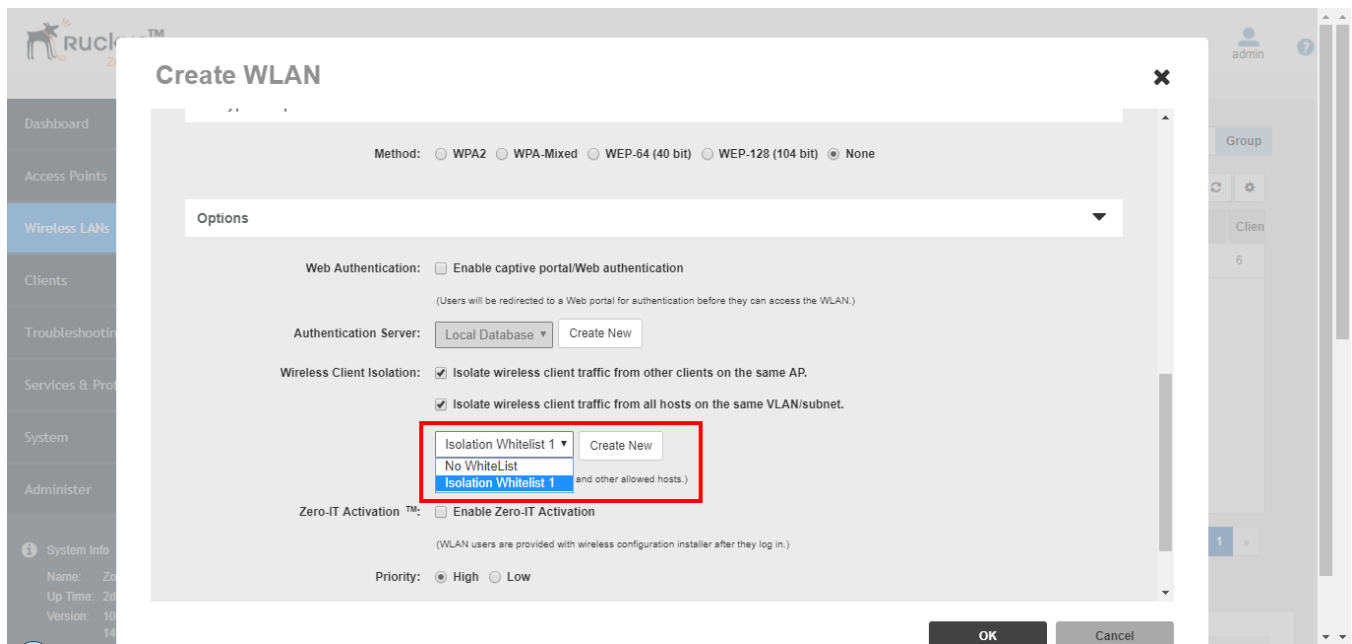 Ruck TM
admin
Create WLAN
Dashboard
Group
Method: WPA2 WPA-Mixed WEP-64 (40 bit) WEP-128 (104 bit) None
Access Points
Options
Wireless LANs
Clien
Web Authentication: Enable captive portal/Web authentication
6
Clients
(Users will be redirected to a Web portal for authentication before they can access the WLAN.)
Authentication Server: Local Database Create New
Troubleshootin
Wireless Client Isolation: Isolate wireless client traffic from other clients on the same AP.
Services & Prot
Isolate wireless client traffic from all hosts on the same VLAN/subnet.
System
Isolation Whitelist 1 Create New
No WhiteList
Isolation Whitelist 1 and other allowed hosts.)
Administer
Zero-IT Activation ™: Enable Zero-IT Activation
(WLAN users are provided with wireless configuration installer after they log in.)
1 »
System Info
Name: Zo
Priority: High Low
Up Time: 2d
Version: 10
14
OK Cancel